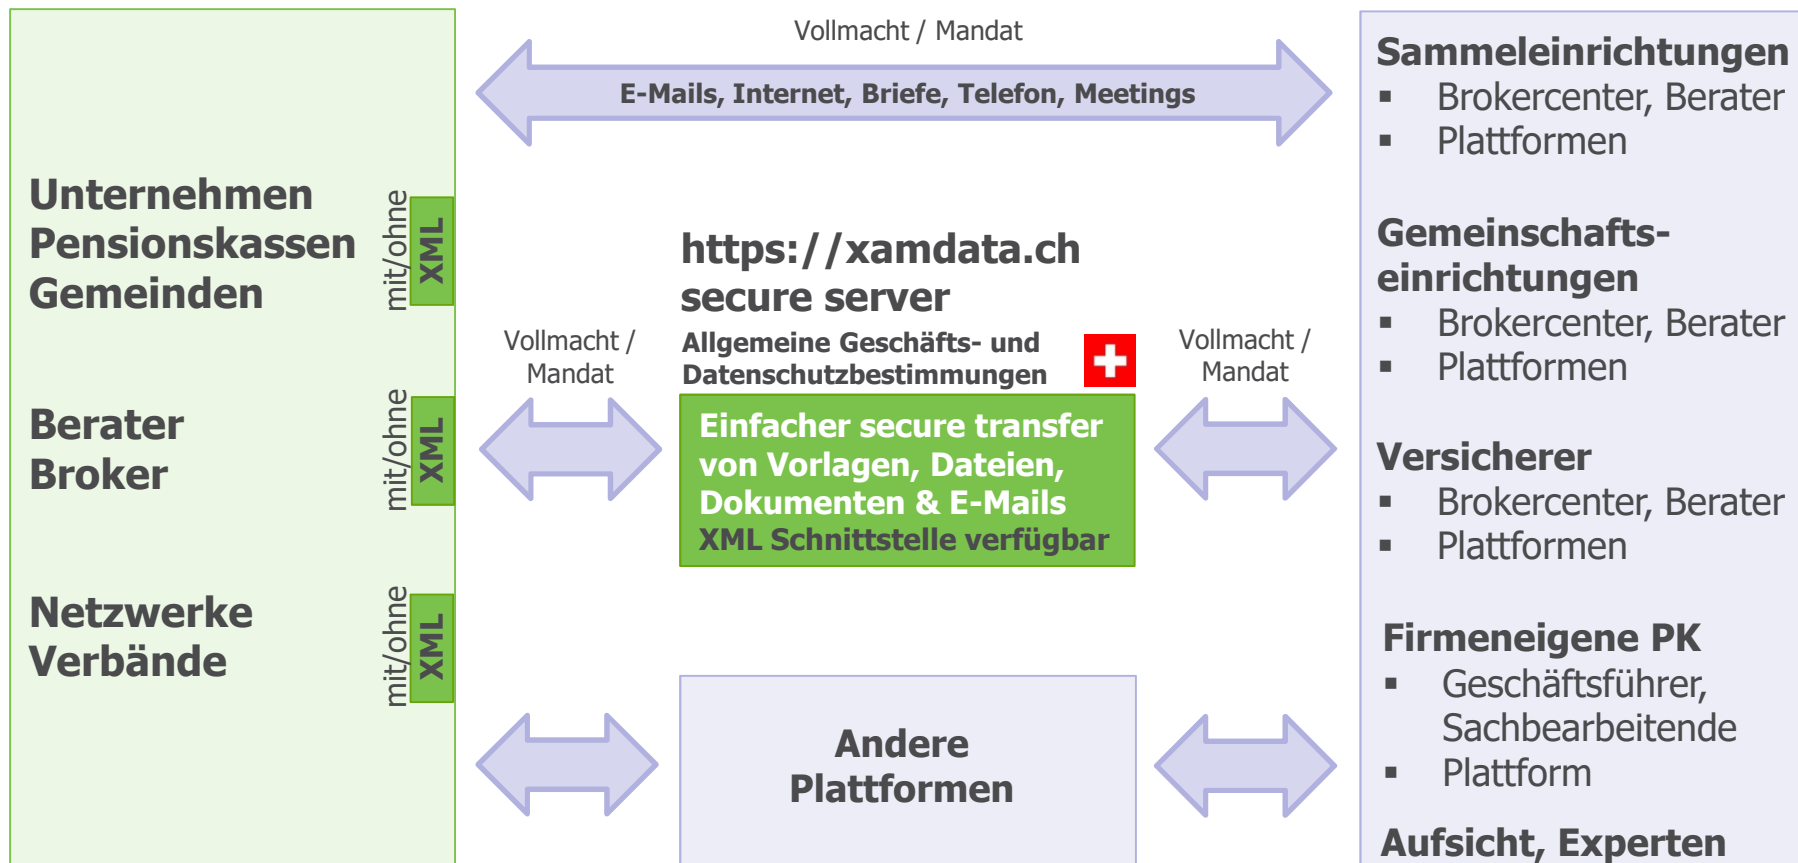 Unternehmen
Pensionskassen
Gemeinden
mit/ohne
XML
Berater
Broker
mit/ohne
XML
Netzwerke
Verbände
mit/ohne
XML
Vollmacht / Mandat
E-Mails, Internet, Briefe, Telefon, Meetings
https://xamdata.ch
secure server
Allgemeine Geschäfts- und
Datenschutzbestimmungen
Vollmacht /
Mandat
Einfacher secure transfer
von Vorlagen, Dateien,
Dokumenten & E-Mails
XML Schnittstelle verfügbar
Vollmacht /
Mandat
Andere
Plattformen
Sammeleinrichtungen
▪ Brokercenter, Berater
▪ Plattformen
Gemeinschafts-
einrichtungen
▪ Brokercenter, Berater
▪ Plattformen
Versicherer
▪ Brokercenter, Berater
▪ Plattformen
Firmeneigene PK
▪ Geschäftsführer,
Sachbearbeitende
▪ Plattform
Aufsicht, Experten